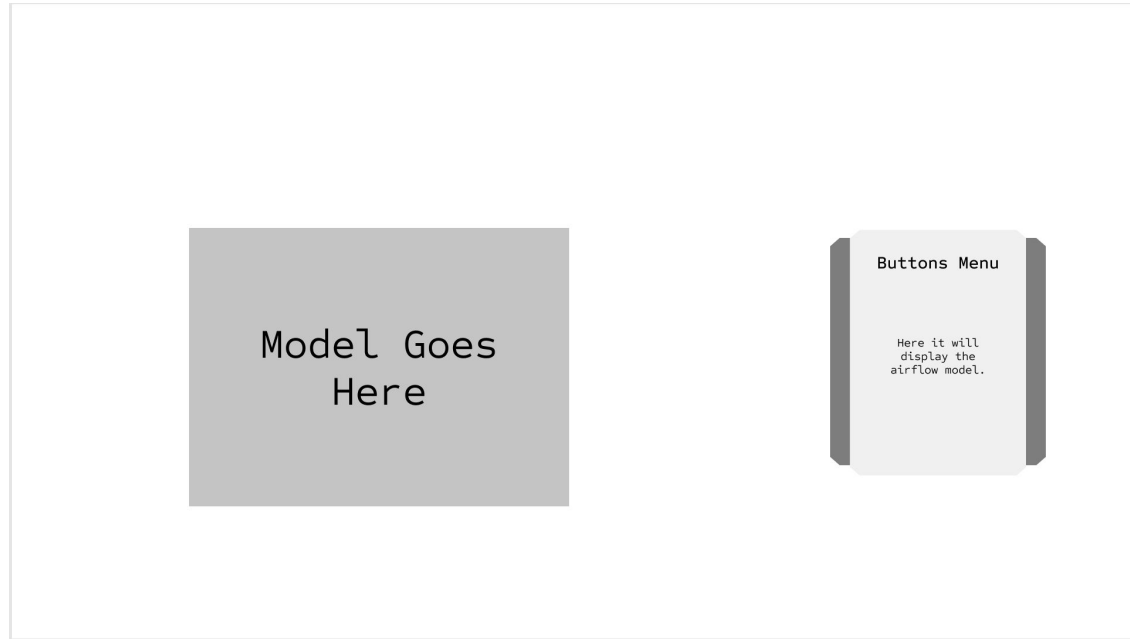 Model Goes
Here
Buttons Menu
Here it will
display the
airflow model.